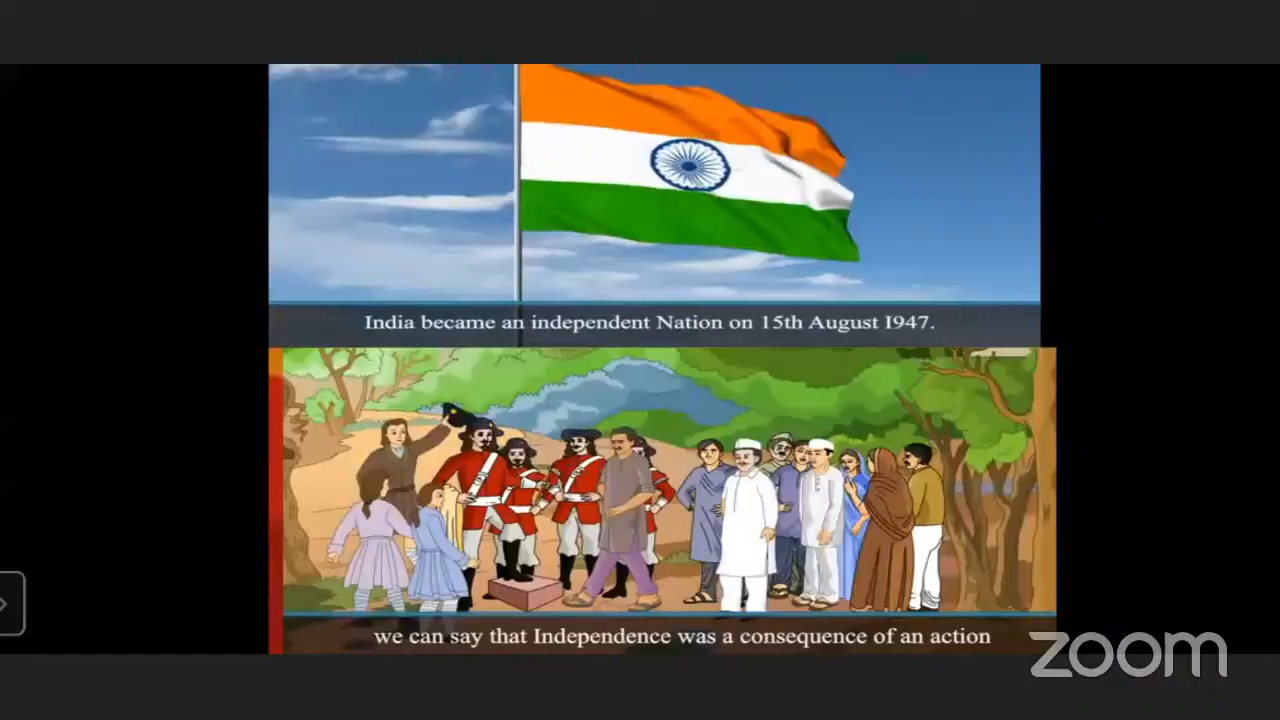 India became an independent Nation on 15th August I947.
we can say that Independence was a consequence of an action
zoom